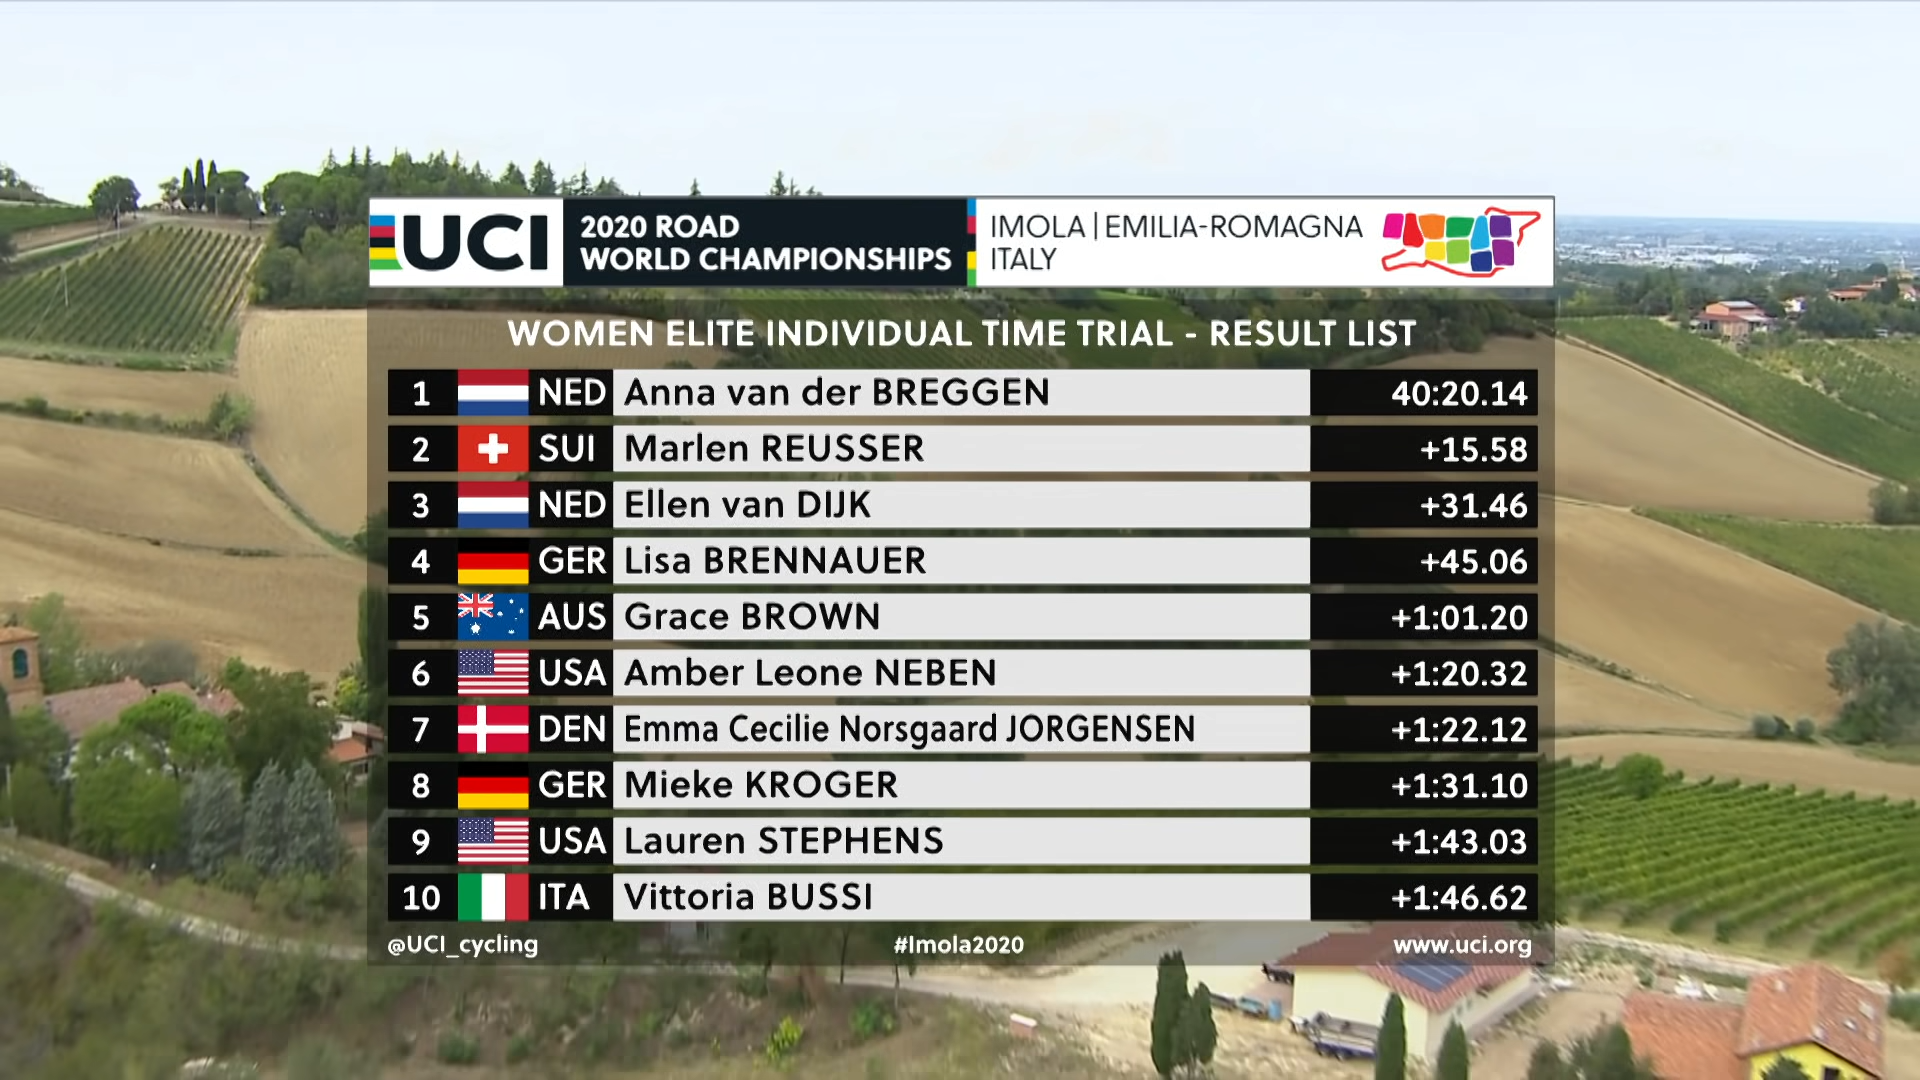 UCI
2020 ROAD
WORLD CHAMPIONSHIPS
IMOLA | EMILIA-ROMAGNA
ITALY
WOMEN ELITE INDIVIDUAL TIME TRIAL - RESULT LIST
1 NED Anna van der BREGGEN 40:20.14
2 SUI Marlen REUSSER +15.58
3 NED Ellen van DIJK +31.46
4 GER Lisa BRENNAUER +45.06
5 AUS Grace BROWN +1:01.20
6 USA Amber Leone NEBEN +1:20.32
7 DEN Emma Cecilie Norsgaard JORGENSEN +1:22.12
8 GER Mieke KROGER +1:31.10
9 USA Lauren STEPHENS +1:43.03
10 ITA Vittoria BUSSI +1:46.62
@UCI_cycling #Imola2020 www.uci.org